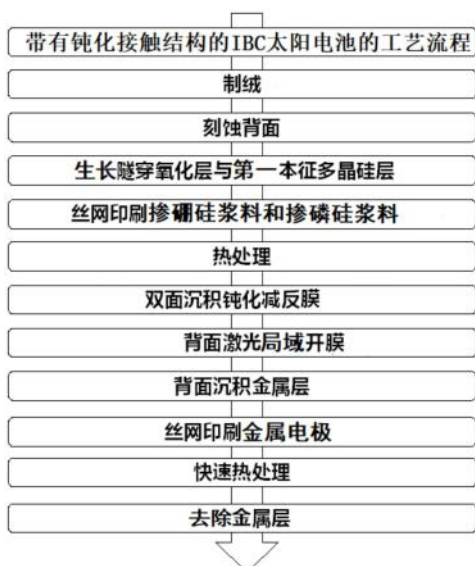 带有钝化接触结构的IBC太阳电池的工艺流程
制绒
刻蚀背面
生长隧穿氧化层与第一本征多晶硅层
丝网印刷掺硼硅浆料和掺磷硅浆料
热处理
双面沉积钝化减反膜
背面激光局域开膜
背面沉积金属层
丝网印刷金属电极
快速热处理
去除金属层